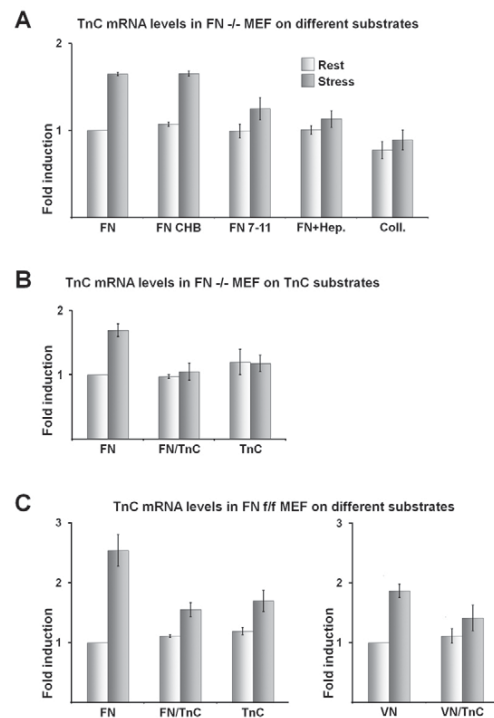 A TnC mRNA levels in FN -/- MEF on different substrates
2
1
Fold induction
Rest
Stress
FN FN CHB FN 7-11 FN+Hep. Coll.
B TnC mRNA levels in FN -/- MEF on TnC substrates
2
1
Fold induction
FN FN/TnC TnC
C TnC mRNA levels in FN f/f MEF on different substrates
3
2
1
Fold induction
FN FN/TnC TnC
3
2
1
Fold induction
VN VN/TnC